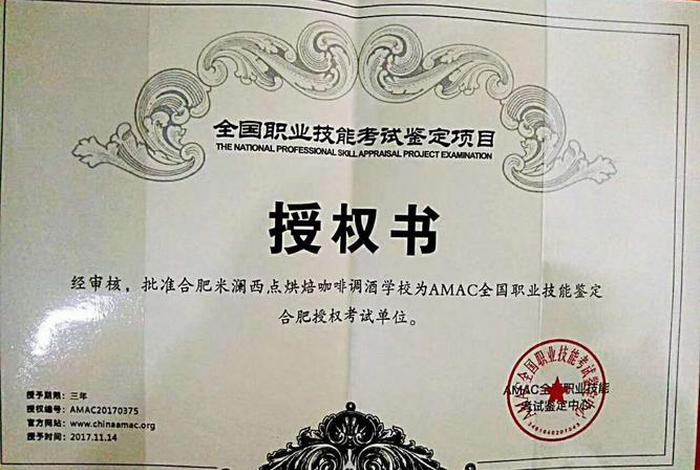 全国职业技能考试鉴定项目
THE NATIONAL PROFESSIONAL SKILL APPRAISAL PROJECT EXAMINATION
授权书
经审核，批准合肥米澜西点烘焙咖啡调酒学校为AMAC全国职业技能鉴定
合肥授权考试单位。
授予期熟：三年
授权编号：AMAC20170375
官方网站：www.chinaamac.org
授予时间：2017.11.14
AMAC全国职业技能
考试鉴定中心